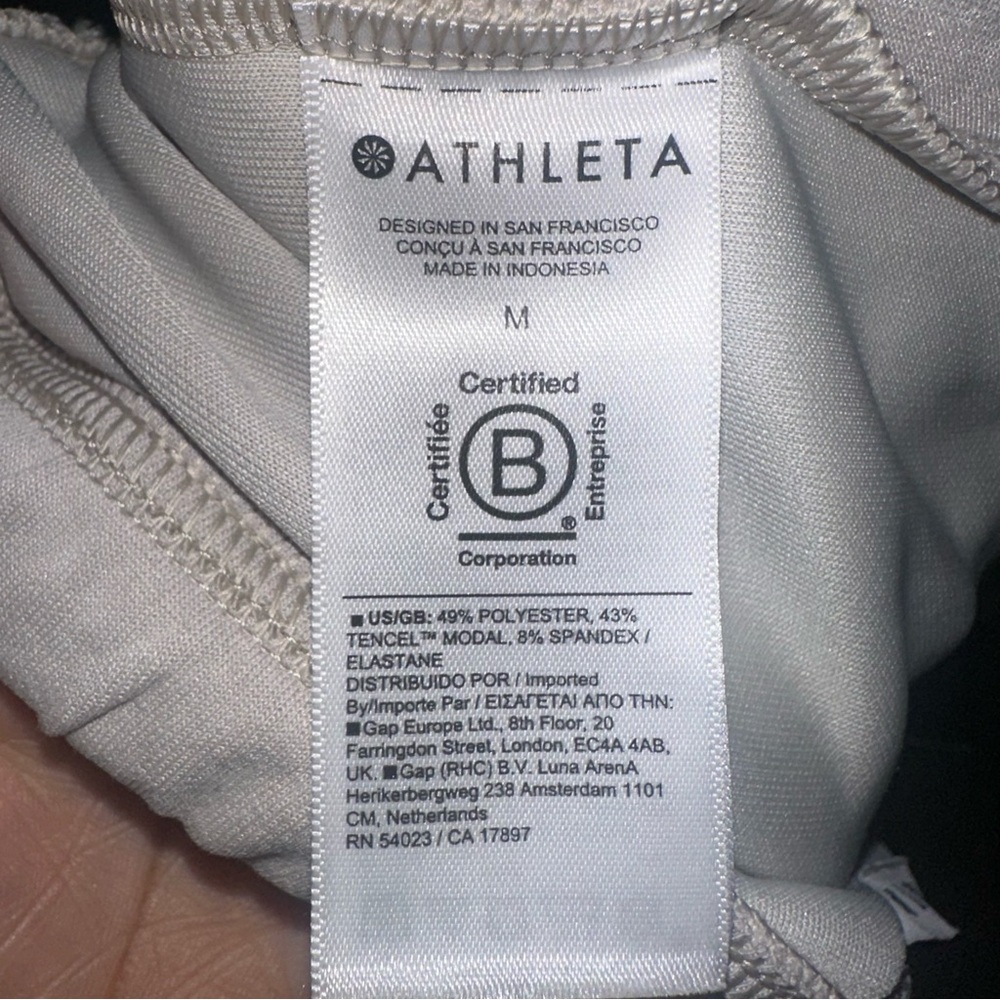 ATHLETA
DESIGNED IN SAN FRANCISCO
CONÇU À SAN FRANCISCO
MADE IN INDONESIA
M
Certified
Certifiée
B
Entreprise
®
Corporation
■ US/GB: 49% POLYESTER, 43%
TENCEL™ MODAL, 8% SPANDEX /
ELASTANE
DISTRIBUIDO POR / Imported
By/Importe Par / ΕΙΣΑΓΕΤΑΙ ΑΠΟ ΤΗΝ:
■Gap Europe Ltd., 8th Floor, 20
Farringdon Street, London, EC4A 4AB,
UK. ■Gap (RHC) B.V. Luna ArenA
Herikerbergweg 238 Amsterdam 1101
CM, Netherlands
RN 54023 / CA 17897